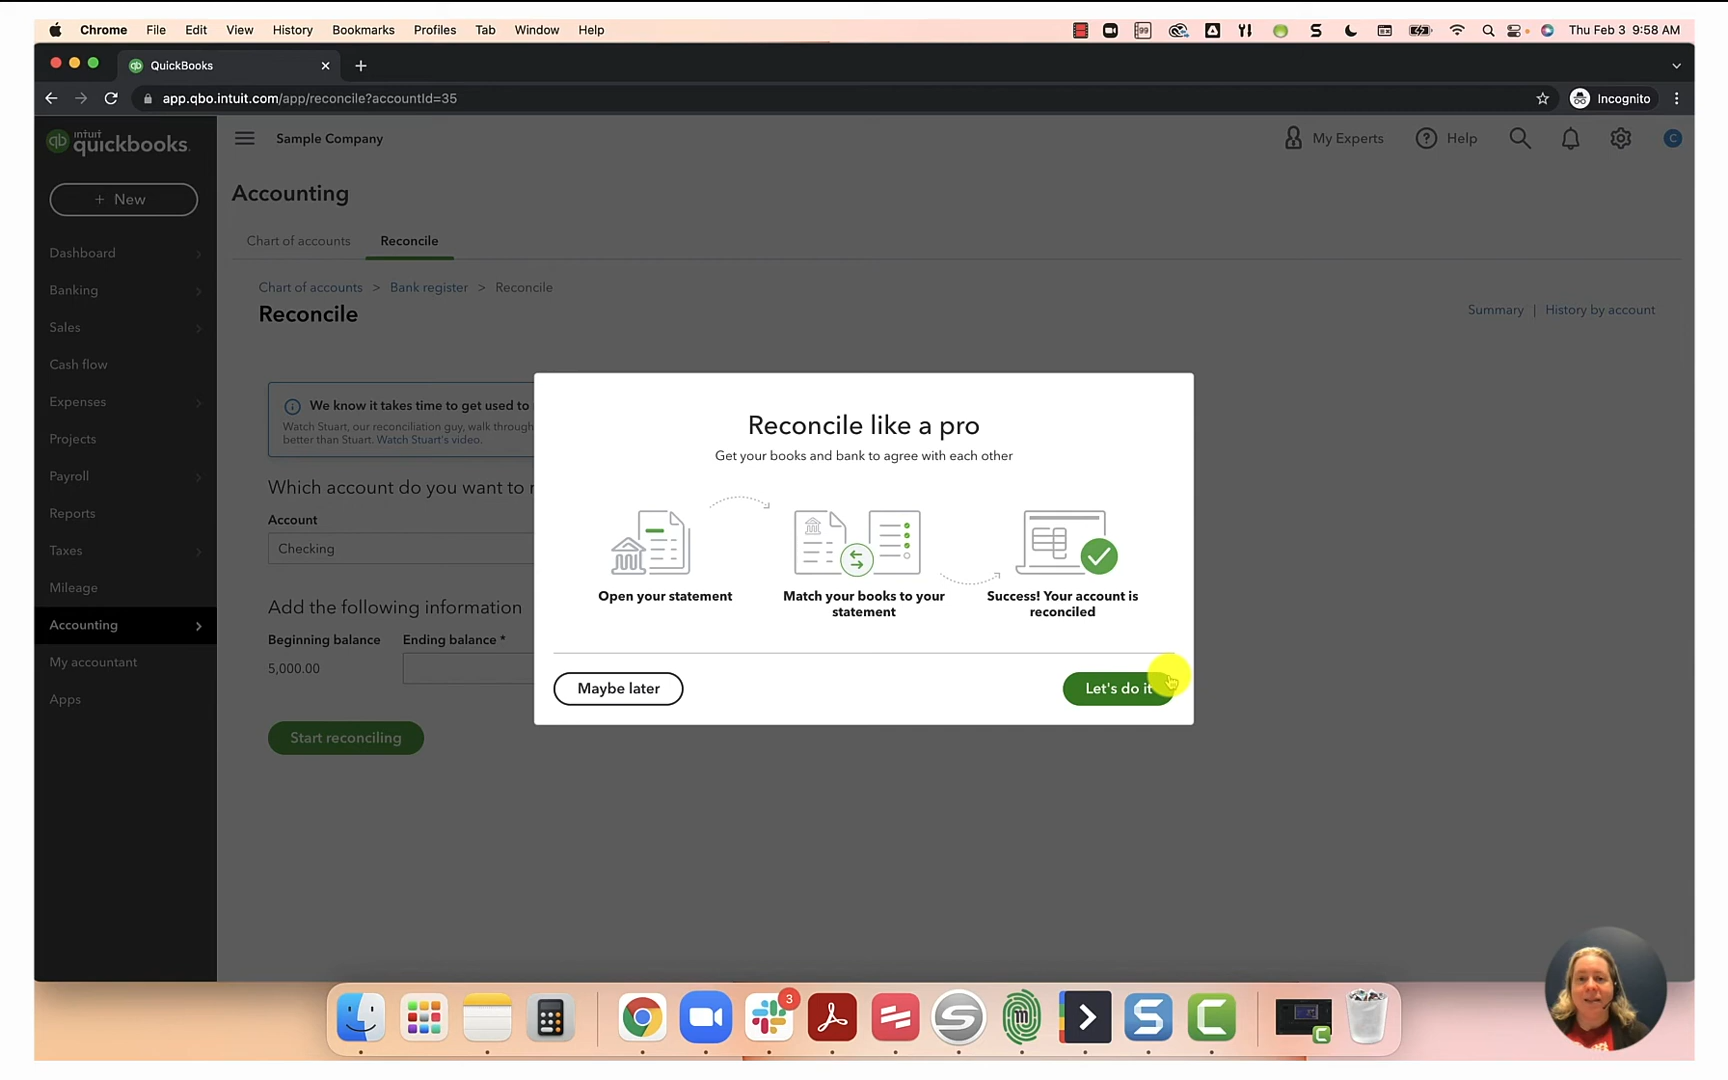 Chrome File Edit View History Bookmarks Profiles Tab Window Help Thu Feb 3 9:58 AM
QuickBooks
app.qbo.intuit.com/app/reconcile?accountId=35 Incognito
intuit quickbooks.
Sample Company My Experts Help C
+ New
Accounting
Chart of accounts Reconcile
Dashboard
Banking
Sales
Cash flow
Expenses
Projects
Payroll
Reports
Taxes
Mileage
Accounting
My accountant
Apps
Chart of accounts > Bank register > Reconcile
Reconcile
Summary | History by account
We know it takes time to get used to
Watch Stuart, our reconciliation guy, walk through
better than Stuart. Watch Stuart's video.
Which account do you want to
Account
Checking
Add the following information
Beginning balance Ending balance *
5,000.00
Start reconciling
Reconcile like a pro
Get your books and bank to agree with each other
Open your statement
Match your books to your
statement
Success! Your account is
reconciled
Maybe later
Let's do it
3